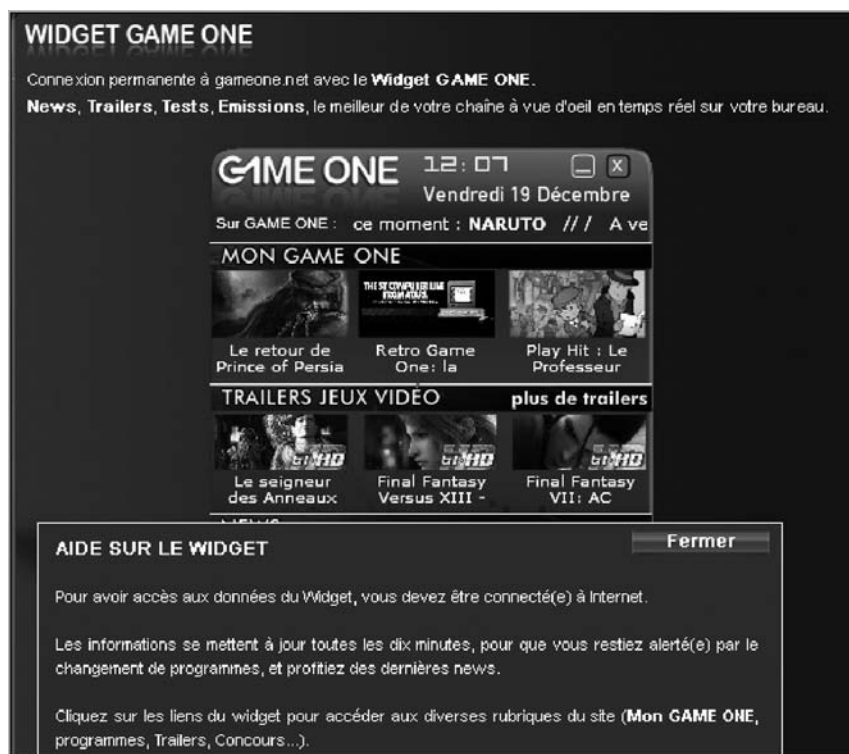 WIDGET GAME ONE
Connexion permanente à gameone.net avec le Widget GAME ONE.
News, Trailers, Tests, Emissions, le meilleur de votre chaîne à vue d'oeil en temps réel sur votre bureau.
GAME ONE 12:07
Vendredi 19 Décembre
Sur GAME ONE : ce moment : NARUTO /// A ve
MON GAME ONE
Le retour de Prince of Persia
Retro Game One: la
Play Hit : Le Professeur
TRAILERS JEUX VIDÉO plus de trailers
Le seigneur des Anneaux
Final Fantasy Versus XIII -
Final Fantasy VII: AC
AIDE SUR LE WIDGET Fermer
Pour avoir accès aux données du Widget, vous devez être connecté(e) à Internet.
Les informations se mettent à jour toutes les dix minutes, pour que vous restiez alerté(e) par le
changement de programmes, et profitiez des dernières news.
Cliquez sur les liens du widget pour accéder aux diverses rubriques du site (Mon GAME ONE,
programmes, Trailers, Concours...).